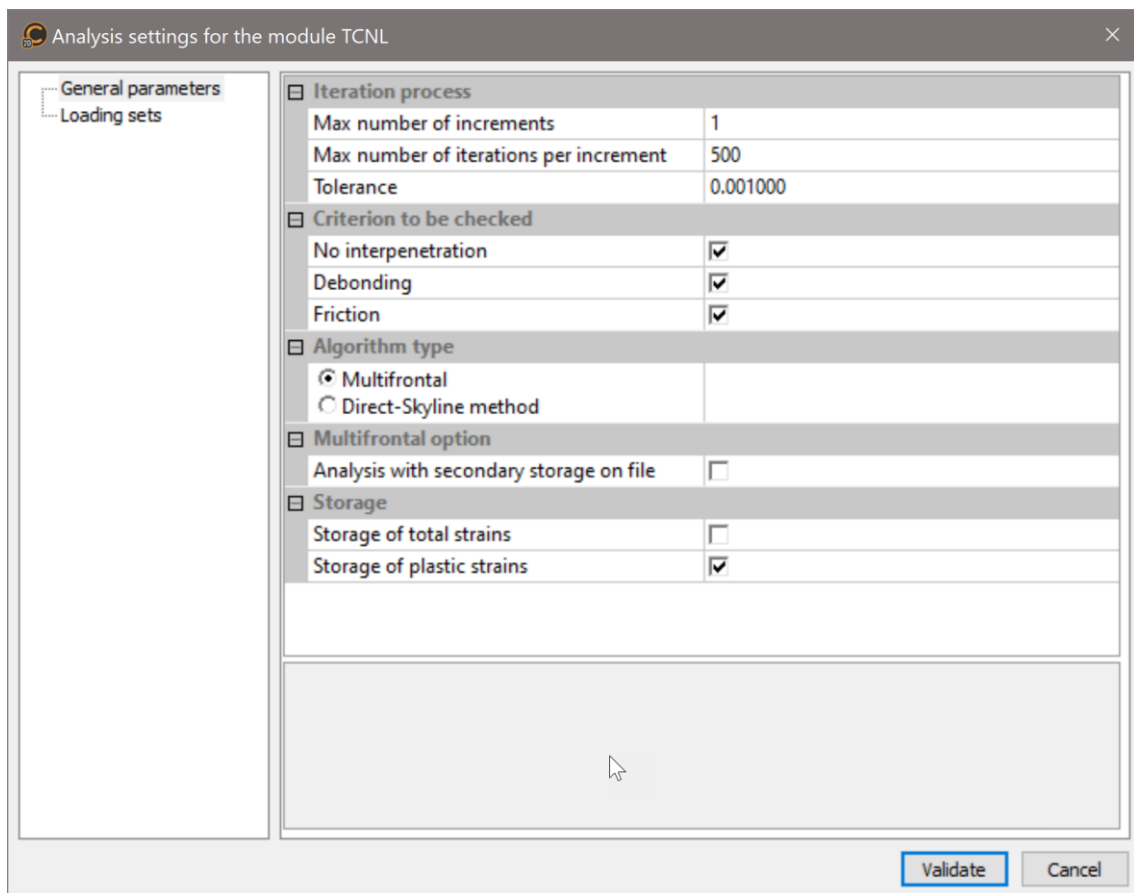 Analysis settings for the module TCNL
General parameters
Loading sets
Iteration process
Max number of increments 1
Max number of iterations per increment 500
Tolerance 0.001000
Criterion to be checked
No interpenetration
Debonding
Friction
Algorithm type
Multifrontal
Direct-Skyline method
Multifrontal option
Analysis with secondary storage on file
Storage
Storage of total strains
Storage of plastic strains
Validate Cancel